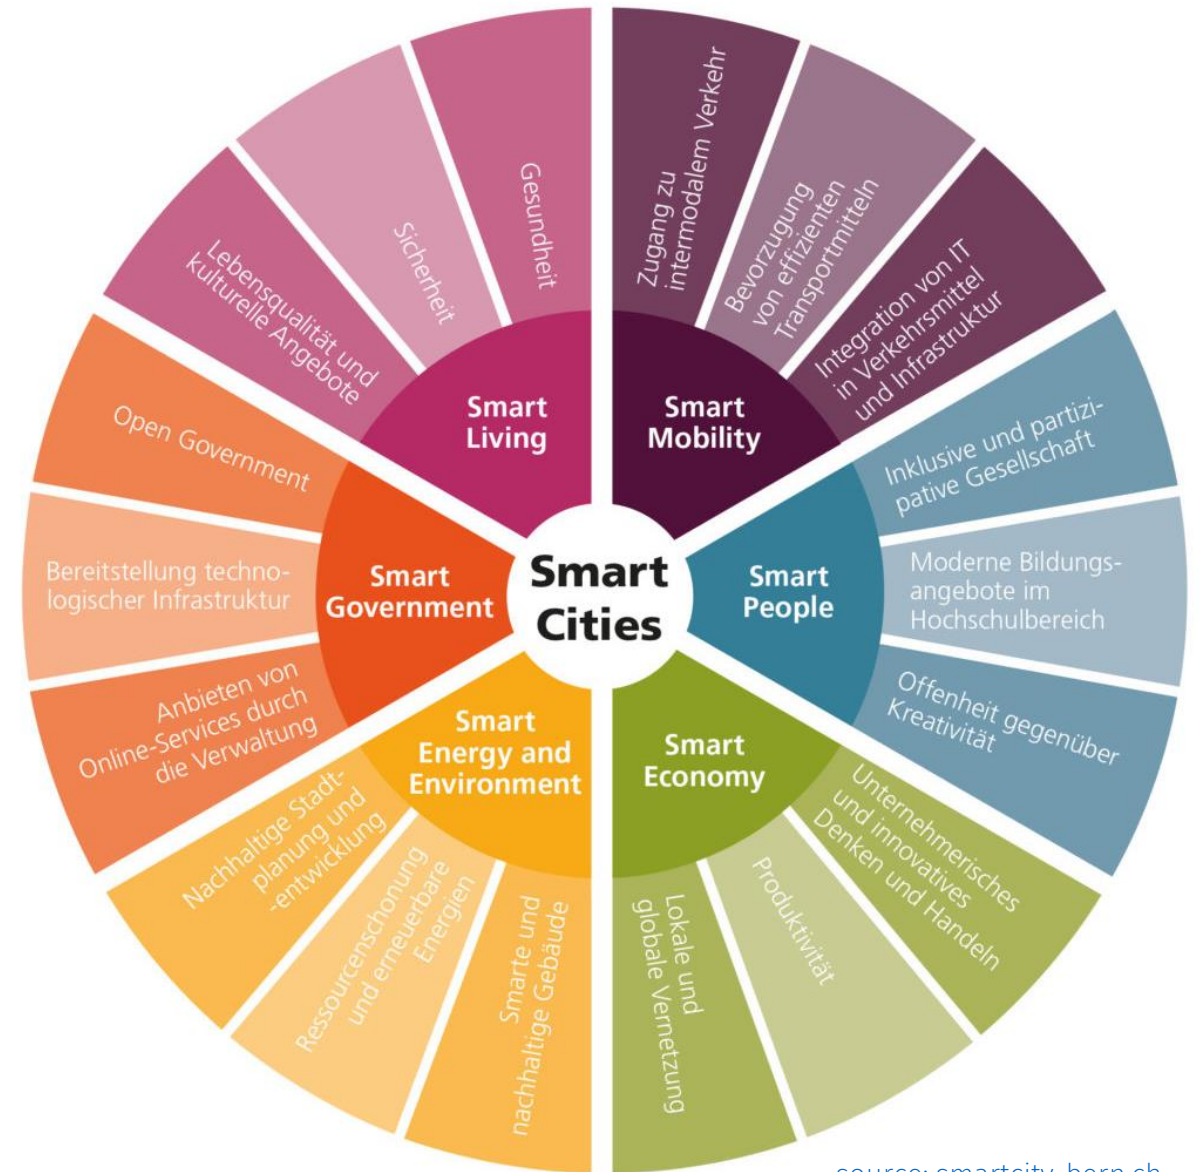 Smart
Cities
Smart
Mobility
Zugang zu
intermodalem Verkehr
Bevorzugung
von effizienten
Transportmitteln
Integration von IT
in Verkehrsmittel
und Infrastruktur
Smart
People
Inklusive und partizi-
pative Gesellschaft
Moderne Bildungs-
angebote im
Hochschulbereich
Offenheit gegenüber
Kreativität
Smart
Economy
Unternehmerisches
und innovatives
Denken und Handeln
Produktivität
Lokale und
globale Vernetzung
Smart
Energy and
Environment
Smarte und
nachhaltige Gebäude
Ressourcenschonung
und erneuerbare
Energien
Nachhaltige Stadt-
planung und
-entwicklung
Smart
Government
Anbieten von
Online-Services durch
die Verwaltung
Bereitstellung techno-
logischer Infrastruktur
Open Government
Smart
Living
Lebensqualität und
kulturelle Angebote
Sicherheit
Gesundheit
source: smartcity-bern.ch